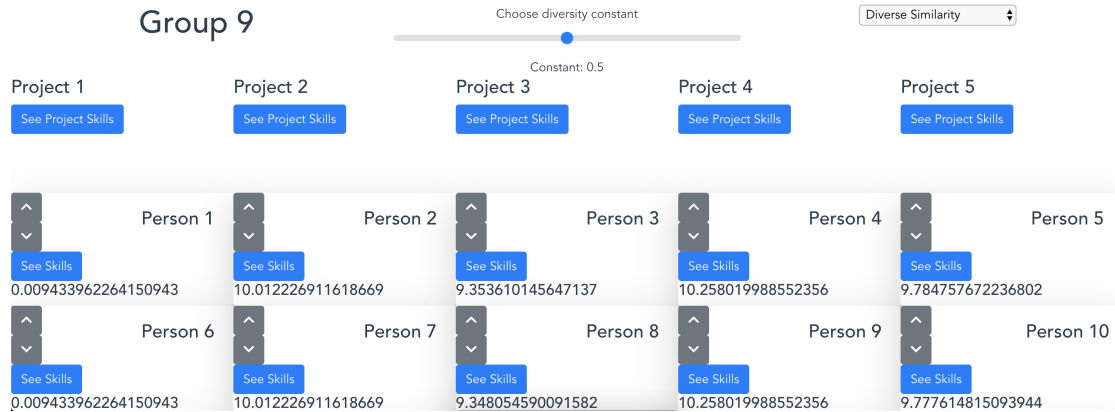 Group 9
Choose diversity constant
Diverse Similarity
Constant: 0.5
Project 1 Project 2 Project 3 Project 4 Project 5
See Project Skills See Project Skills See Project Skills See Project Skills See Project Skills
Person 1 Person 2 Person 3 Person 4 Person 5
See Skills See Skills See Skills See Skills See Skills
0.009433962264150943 10.012226911618669 9.353610145647137 10.258019988552356 9.784757672236802
Person 6 Person 7 Person 8 Person 9 Person 10
See Skills See Skills See Skills See Skills See Skills
0.009433962264150943 10.012226911618669 9.348054590091582 10.258019988552356 9.777614815093944